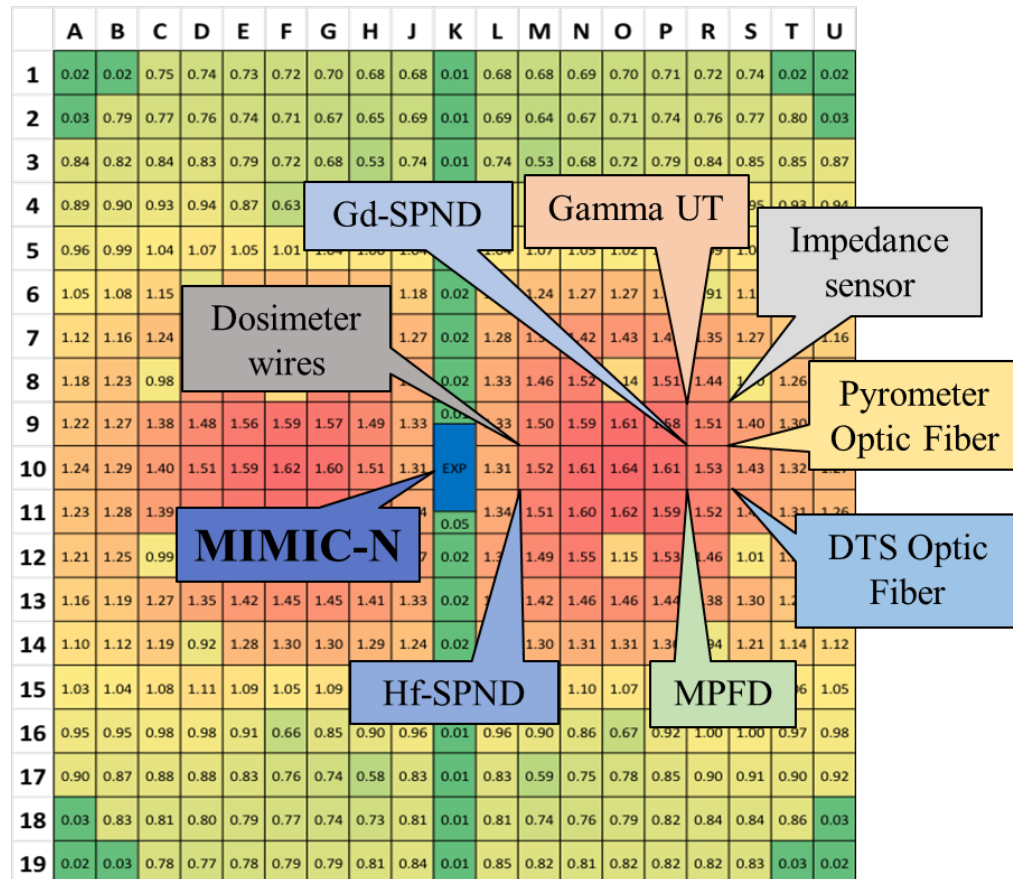 A B C D E F G H J K L M N O P R S T U
1 0.02 0.02 0.75 0.74 0.73 0.72 0.70 0.68 0.68 0.01 0.68 0.68 0.69 0.70 0.71 0.72 0.74 0.02 0.02
2 0.03 0.79 0.77 0.76 0.74 0.71 0.67 0.65 0.69 0.01 0.69 0.64 0.67 0.71 0.74 0.76 0.77 0.80 0.03
3 0.84 0.82 0.84 0.83 0.79 0.72 0.68 0.53 0.74 0.01 0.74 0.53 0.68 0.72 0.79 0.84 0.85 0.85 0.87
4 0.89 0.90 0.93 0.94 0.87 0.63
Gd-SPND
Gamma UT
Impedance
sensor
5 0.96 0.99 1.04 1.07 1.05 1.01
6 1.05 1.08 1.15 1.18 0.02 1.24 1.27 1.27
Dosimeter
wires
7 1.12 1.16 1.24 1.27 0.02 1.28 1.42 1.43 1.35 1.27 1.16
8 1.18 1.23 0.98 0.02 1.33 1.46 1.52 1.51 1.44 1.26
Pyrometer
Optic Fiber
9 1.22 1.27 1.38 1.48 1.56 1.59 1.57 1.49 1.33 1.50 1.59 1.61 1.51 1.40 1.30
10 1.24 1.29 1.40 1.51 1.59 1.62 1.60 1.51 1.31 EXP 1.31 1.52 1.61 1.64 1.61 1.53 1.43 1.32
11 1.23 1.28 1.39 0.05 1.34 1.51 1.60 1.62 1.59 1.52 1.31 1.26
MIMIC-N
DTS Optic
Fiber
12 1.21 1.25 0.99 0.02 1.49 1.55 1.15 1.53 1.46 1.01
13 1.16 1.19 1.27 1.35 1.42 1.45 1.45 1.41 1.33 0.02 1.42 1.46 1.46 1.44 1.38 1.30
14 1.10 1.12 1.19 0.92 1.28 1.30 1.30 1.29 1.24 0.02 1.30 1.31 1.31 1.21 1.14 1.12
Hf-SPND
MPFD
15 1.03 1.04 1.08 1.11 1.09 1.05 1.09 1.10 1.07 1.05
16 0.95 0.95 0.98 0.98 0.91 0.66 0.85 0.90 0.96 0.01 0.96 0.90 0.86 0.67 0.92 1.00 1.00 0.97 0.98
17 0.90 0.87 0.88 0.88 0.83 0.76 0.74 0.58 0.83 0.01 0.83 0.59 0.75 0.78 0.85 0.90 0.91 0.90 0.92
18 0.03 0.83 0.81 0.80 0.79 0.77 0.74 0.73 0.81 0.01 0.81 0.74 0.76 0.79 0.82 0.84 0.84 0.86 0.03
19 0.02 0.03 0.78 0.77 0.78 0.79 0.79 0.81 0.84 0.01 0.85 0.82 0.81 0.82 0.82 0.82 0.83 0.03 0.02